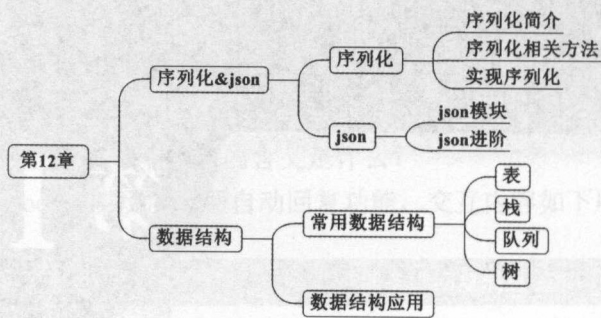 第12章
序列化&json
序列化
序列化简介
序列化相关方法
实现序列化
json
json模块
json进阶
数据结构
常用数据结构
表
栈
队列
树
数据结构应用